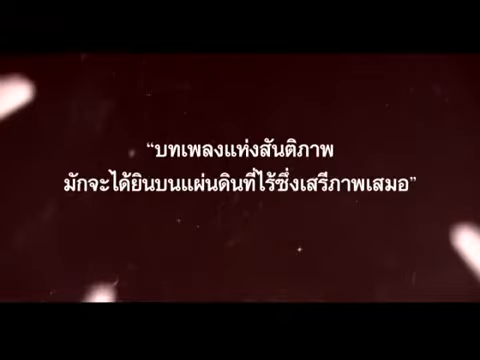 “บทเพลงแห่งสันติภาพ
มักจะได้ยินบนแผ่นดินที่ไร้ซึ่งเสรีภาพเสมอ”